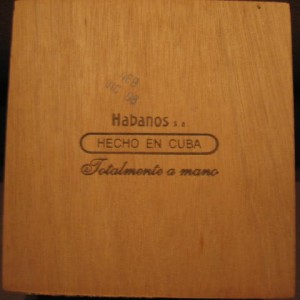 Habanos s.a
HECHO EN CUBA
Totalmente a mano